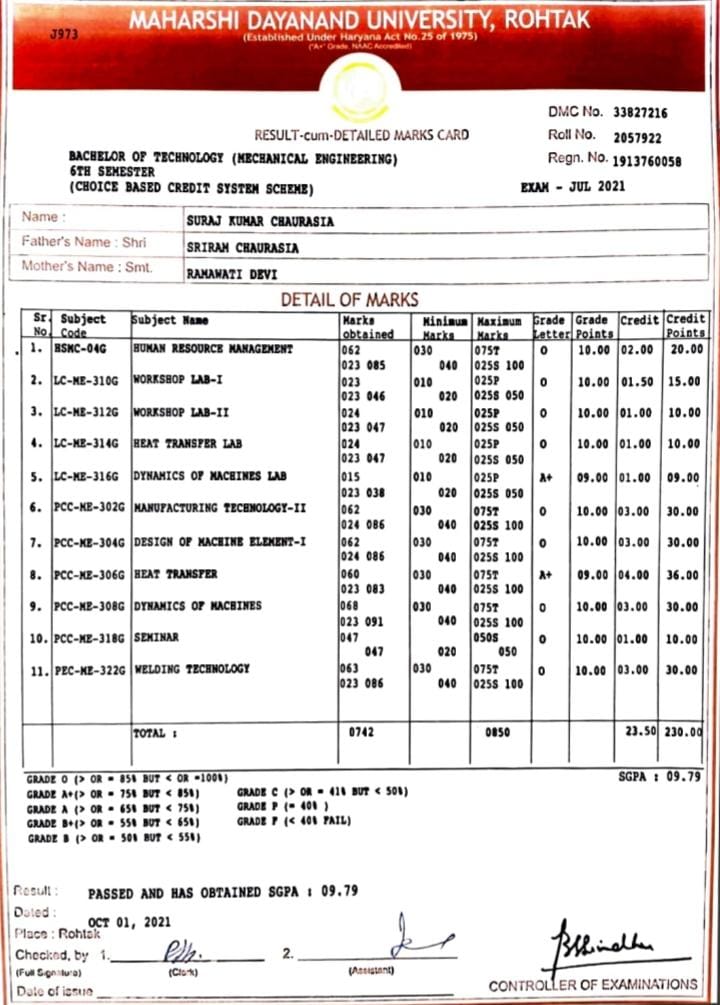 J973
MAHARSHI DAYANAND UNIVERSITY, ROHTAK
(Established Under Haryana Act No.25 of 1975)
("A+" Grade, NAAC Accredited)
DMC No. 33827216
RESULT-cum-DETAILED MARKS CARD
Roll No. 2057922
BACHELOR OF TECHNOLOGY (MECHANICAL ENGINEERING)
Regn. No. 1913760058
6TH SEMESTER
(CHOICE BASED CREDIT SYSTEM SCHEME)
EXAM - JUL 2021
Name : SURAJ KUMAR CHAURASIA
Father's Name : Shri SRIRAM CHAURASIA
Mother's Name : Smt. RAMAWATI DEVI
DETAIL OF MARKS
Sr. Subject Subject Name Marks Minimum Maximum Grade Grade Credit Credit
No. Code obtained Marks Marks Letter Points Points
1. HSMC-04G HUMAN RESOURCE MANAGEMENT 062 030 075T O 10.00 02.00 20.00
023 085 040 025S 100
2. LC-ME-310G WORKSHOP LAB-I 023 010 025P O 10.00 01.50 15.00
023 046 020 025S 050
3. LC-ME-312G WORKSHOP LAB-II 024 010 025P O 10.00 01.00 10.00
023 047 020 025S 050
4. LC-ME-314G HEAT TRANSFER LAB 024 010 025P O 10.00 01.00 10.00
023 047 020 025S 050
5. LC-ME-316G DYNAMICS OF MACHINES LAB 015 010 025P A+ 09.00 01.00 09.00
023 038 020 025S 050
6. PCC-ME-302G MANUFACTURING TECHNOLOGY-II 062 030 075T O 10.00 03.00 30.00
024 086 040 025S 100
7. PCC-ME-304G DESIGN OF MACHINE ELEMENT-I 062 030 075T O 10.00 03.00 30.00
024 086 040 025S 100
8. PCC-ME-306G HEAT TRANSFER 060 030 075T A+ 09.00 04.00 36.00
023 083 040 025S 100
9. PCC-ME-308G DYNAMICS OF MACHINES 068 030 075T O 10.00 03.00 30.00
023 091 040 025S 100
10. PCC-ME-318G SEMINAR 047 050S O 10.00 01.00 10.00
047 020 050
11. PEC-ME-322G WELDING TECHNOLOGY 063 030 075T O 10.00 03.00 30.00
023 086 040 025S 100
TOTAL : 0742 0850 23.50 230.00
GRADE O (> OR = 85% BUT < OR =100%) SGPA : 09.79
GRADE A+(> OR = 75% BUT < 85%) GRADE C (> OR = 41% BUT < 50%)
GRADE A (> OR = 65% BUT < 75%) GRADE P (= 40% )
GRADE B+(> OR = 55% BUT < 65%) GRADE F (< 40% FAIL)
GRADE B (> OR = 50% BUT < 55%)
Result : PASSED AND HAS OBTAINED SGPA : 09.79
Dated : OCT 01, 2021
Place : Rohtak
Checked, by 1. 2.
(Full Signature) (Clerk) (Assistant)
CONTROLLER OF EXAMINATIONS
Date of issue